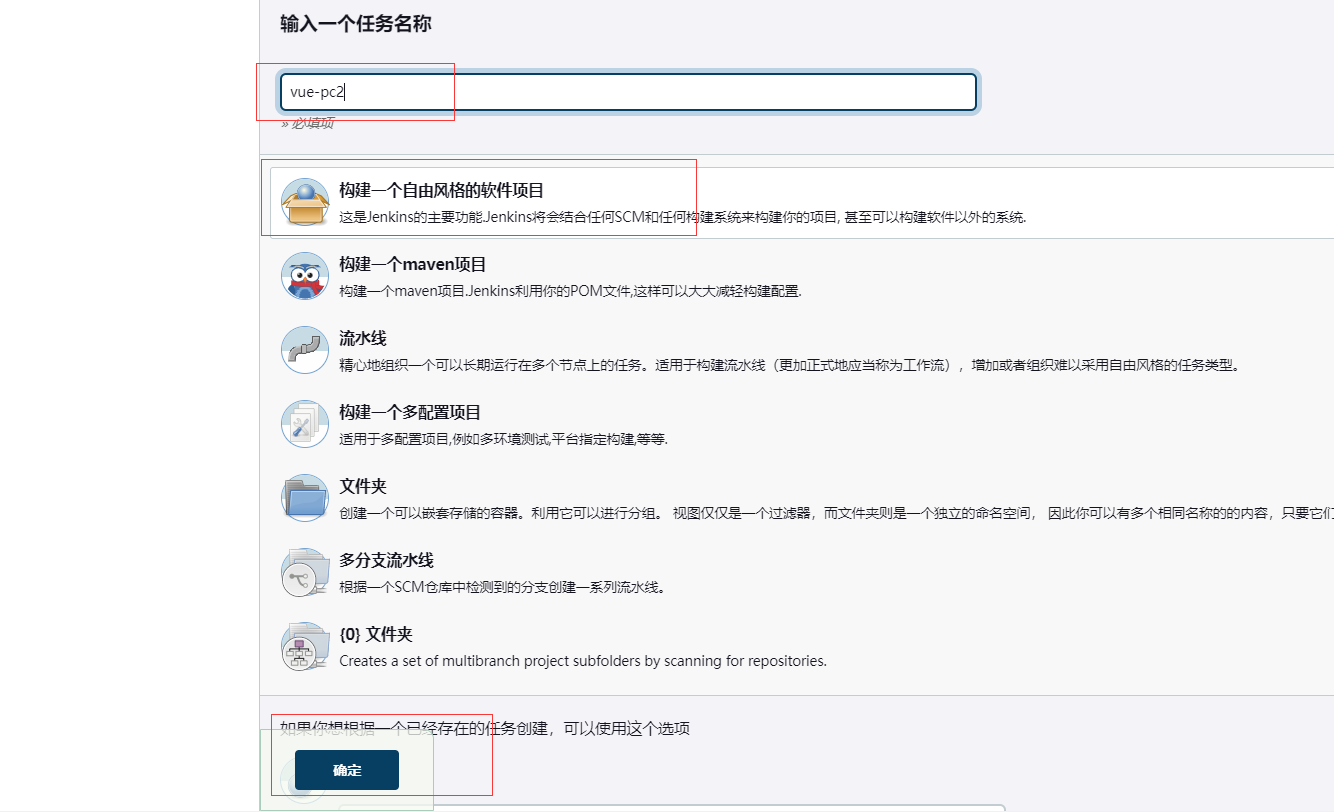 输入一个任务名称
vue-pc2
» 必填项
构建一个自由风格的软件项目
这是Jenkins的主要功能.Jenkins将会结合任何SCM和任何构建系统来构建你的项目, 甚至可以构建软件以外的系统.
构建一个maven项目
构建一个maven项目.Jenkins利用你的POM文件,这样可以大大减轻构建配置.
流水线
精心地组织一个可以长期运行在多个节点上的任务。适用于构建流水线（更加正式地应当称为工作流），增加或者组织难以采用自由风格的任务类型。
构建一个多配置项目
适用于多配置项目,例如多环境测试,平台指定构建,等等.
文件夹
创建一个可以嵌套存储的容器。利用它可以进行分组。 视图仅仅是一个过滤器，而文件夹则是一个独立的命名空间， 因此你可以有多个相同名称的的内容，只要它们
多分支流水线
根据一个SCM仓库中检测到的分支创建一系列流水线。
{0} 文件夹
Creates a set of multibranch project subfolders by scanning for repositories.
如果你想根据一个已经存在的任务创建，可以使用这个选项
确定